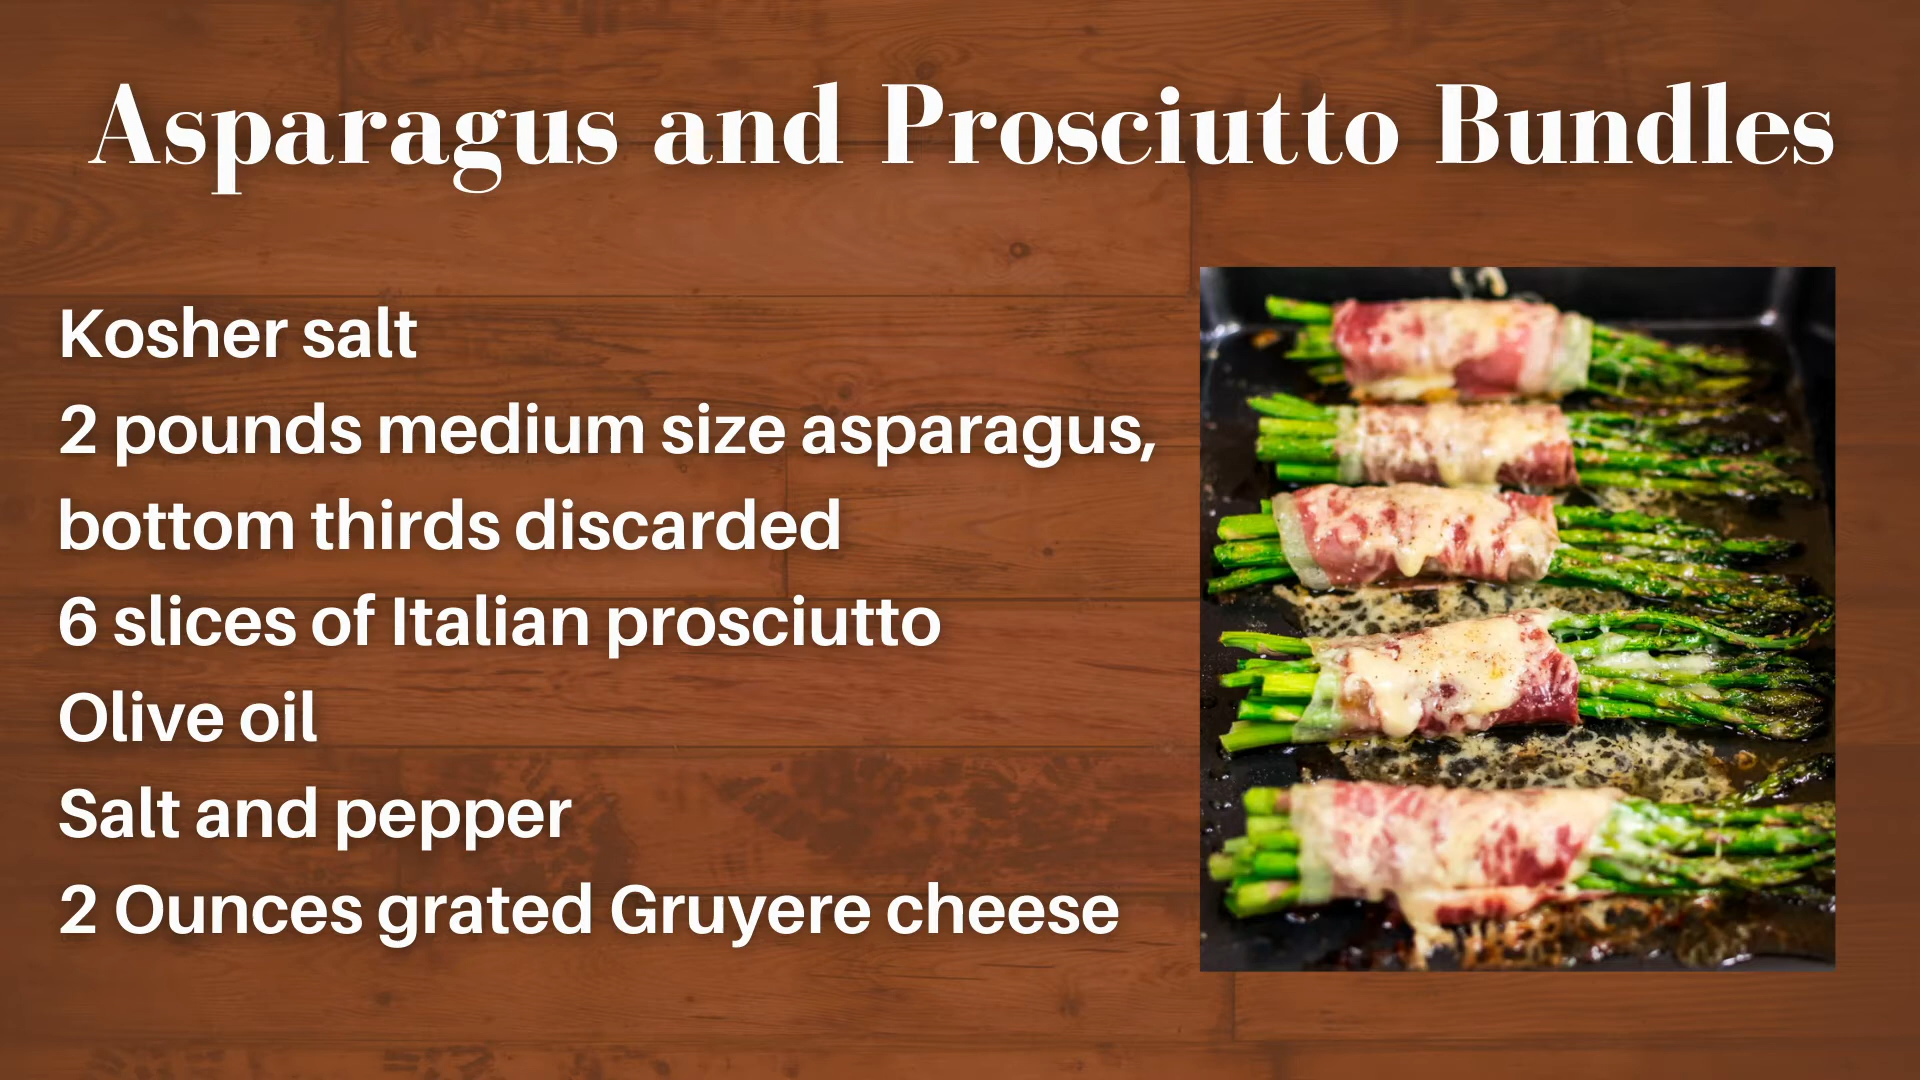 Asparagus and Prosciutto Bundles
Kosher salt
2 pounds medium size asparagus,
bottom thirds discarded
6 slices of Italian prosciutto
Olive oil
Salt and pepper
2 Ounces grated Gruyere cheese